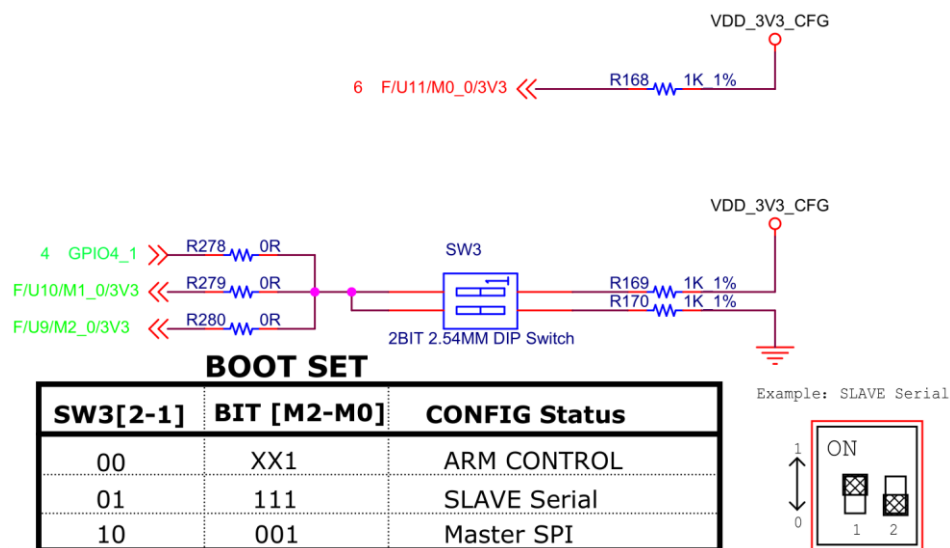 VDD_3V3_CFG
6 F/U11/M0_0/3V3 R168 1K_1%
VDD_3V3_CFG
4 GPIO4_1 R278 0R SW3
F/U10/M1_0/3V3 R279 0R 1 R169 1K_1%
R170 1K_1%
F/U9/M2_0/3V3 R280 0R
2BIT 2.54MM DIP Switch
BOOT SET
Example: SLAVE Serial
SW3[2-1] BIT [M2-M0] CONFIG Status
00 XX1 ARM CONTROL
01 111 SLAVE Serial
10 001 Master SPI
1 ON
0 1 2